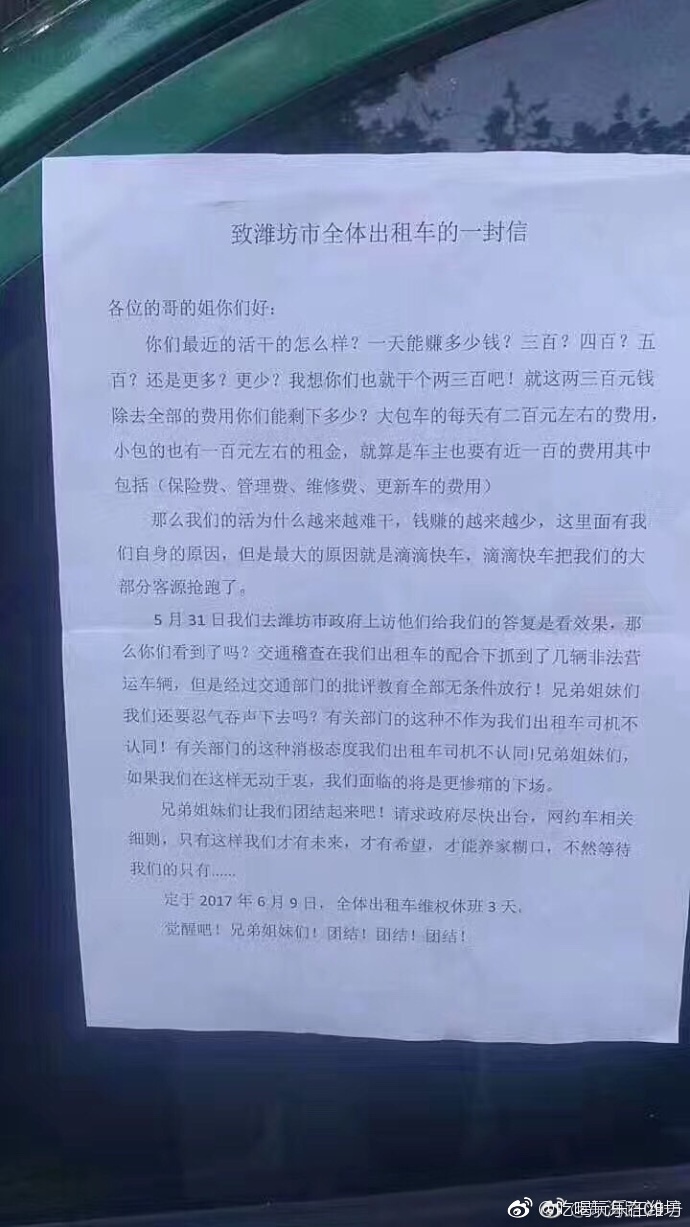 致潍坊市全体出租车的一封信
各位的哥的姐你们好：
你们最近的活干的怎么样？一天能赚多少钱？三百？四百？五
百？还是更多？更少？我想你们也就干个两三百吧！就这两三百元钱
除去全部的费用你们能剩下多少？大包车的每天有二百元左右的费用，
小包的也有一百元左右的租金，就算是车主也要有近一百的费用其中
包括（保险费、管理费、维修费、更新车的费用）
那么我们的活为什么越来越难干，钱赚的越来越少，这里面有我
们自身的原因，但是最大的原因就是滴滴快车，滴滴快车把我们的大
部分客源抢跑了。
5 月 31 日我们去潍坊市政府上访他们给我们的答复是看效果，那
么你们看到了吗？交通稽查在我们出租车的配合下抓到了几辆非法营
运车辆，但是经过交通部门的批评教育全部无条件放行！兄弟姐妹们
我们还要忍气吞声下去吗？有关部门的这种不作为我们出租车司机不
认同！有关部门的这种消极态度我们出租车司机不认同!兄弟姐妹们，
如果我们在这样无动于衷，我们面临的将是更惨痛的下场。
兄弟姐妹们让我们团结起来吧！请求政府尽快出台，网约车相关
细则，只有这样我们才有未来，才有希望，才能养家糊口，不然等待
我们的只有......
定于 2017 年 6 月 9 日，全体出租车维权休班 3 天。
觉醒吧！兄弟姐妹们！团结！团结！团结！